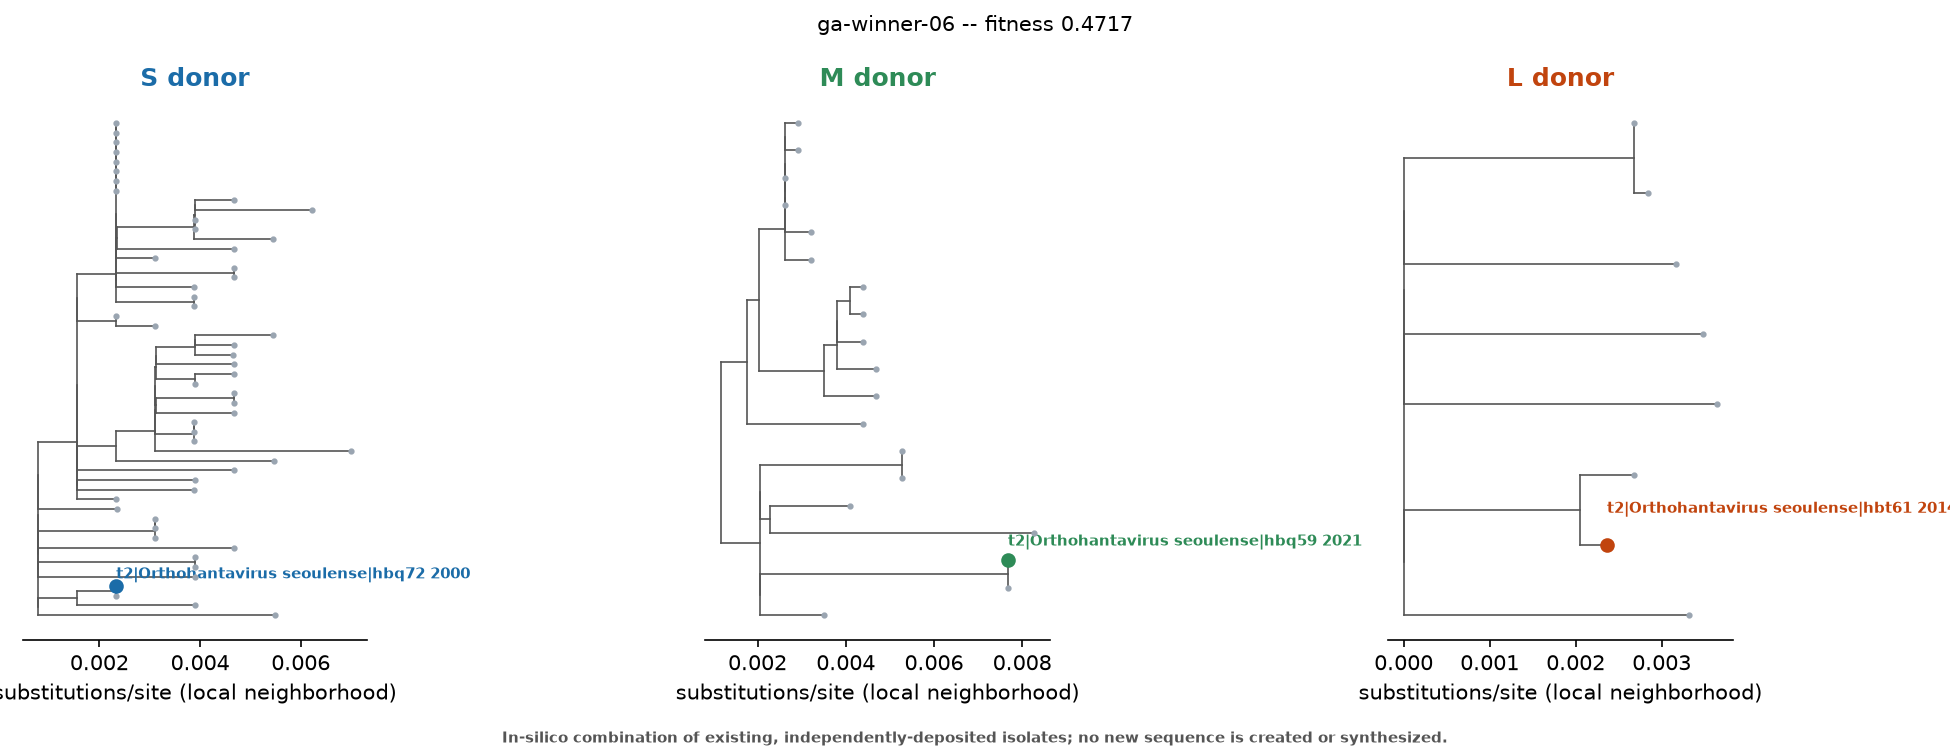 ga-winner-06 -- fitness 0.4717
S donor
M donor
L donor
t2|Orthohantavirus seoulense|hbt61 2014
t2|Orthohantavirus seoulense|hbq59 2021
t2|Orthohantavirus seoulense|hbq72 2000
0.002 0.004 0.006
0.002 0.004 0.006 0.008
0.000 0.001 0.002 0.003
substitutions/site (local neighborhood)
substitutions/site (local neighborhood)
substitutions/site (local neighborhood)
In-silico combination of existing, independently-deposited isolates; no new sequence is created or synthesized.